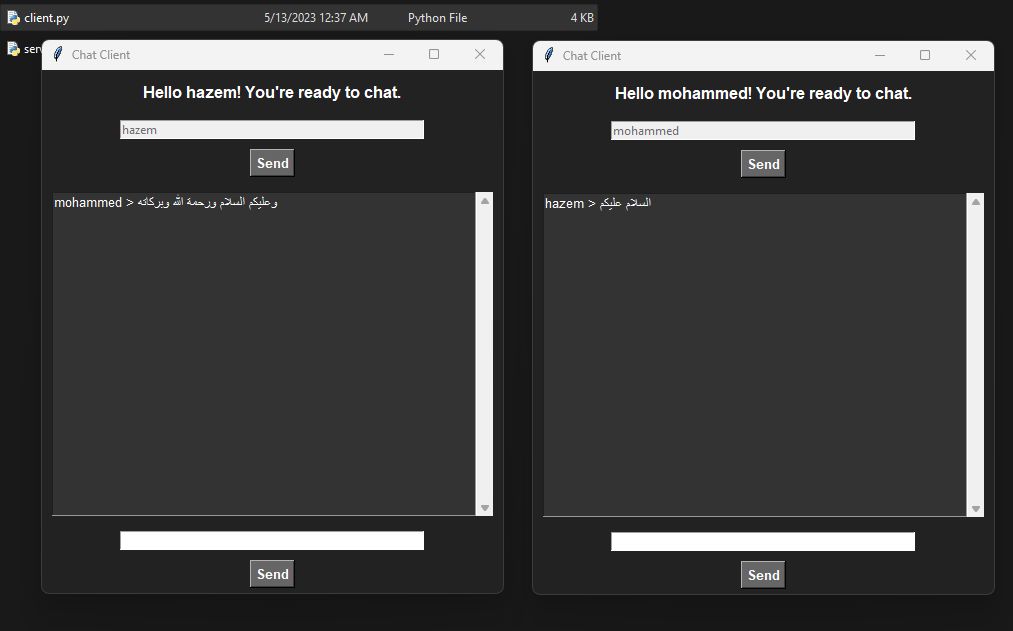 client.py 5/13/2023 12:37 AM Python File 4 KB
Chat Client
Hello hazem! You're ready to chat.
hazem
Send
mohammed > وعليكم السلام ورحمة الله وبركاته
Send
Chat Client
Hello mohammed! You're ready to chat.
mohammed
Send
hazem > السلام عليكم
Send